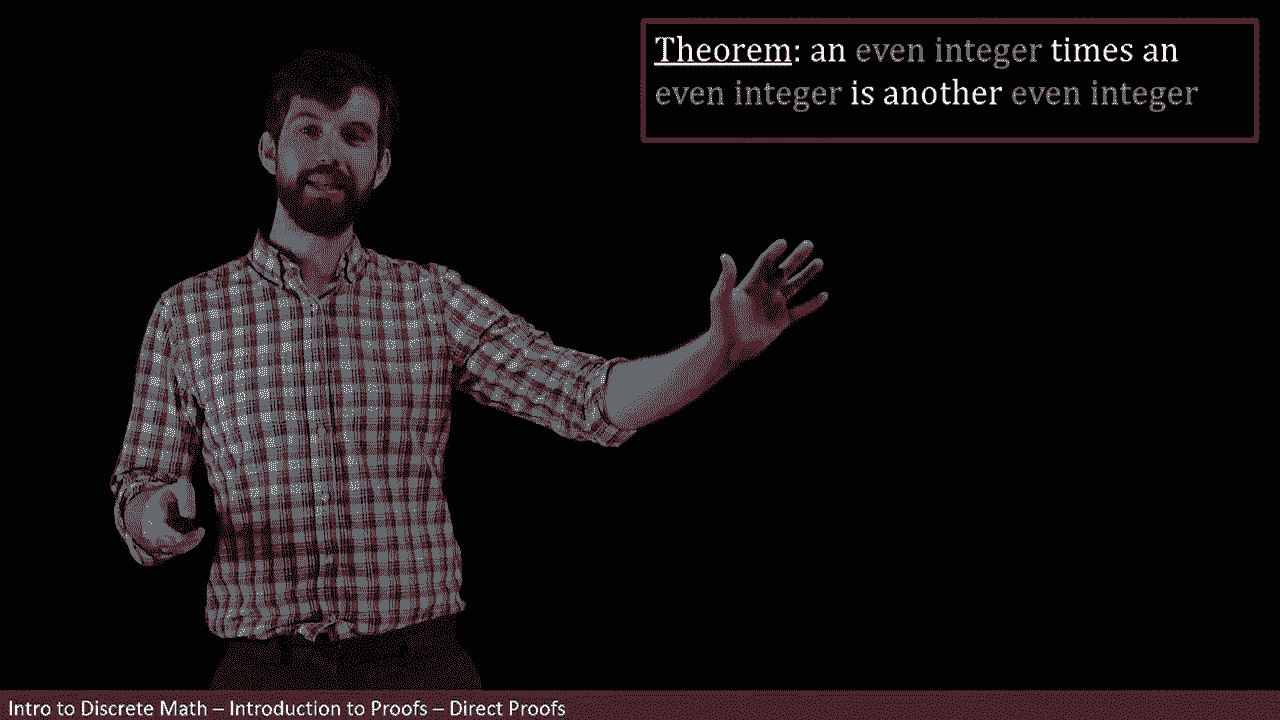 Theorem: an even integer times an
even integer is another even integer
Intro to Discrete Math – Introduction to Proofs – Direct Proofs